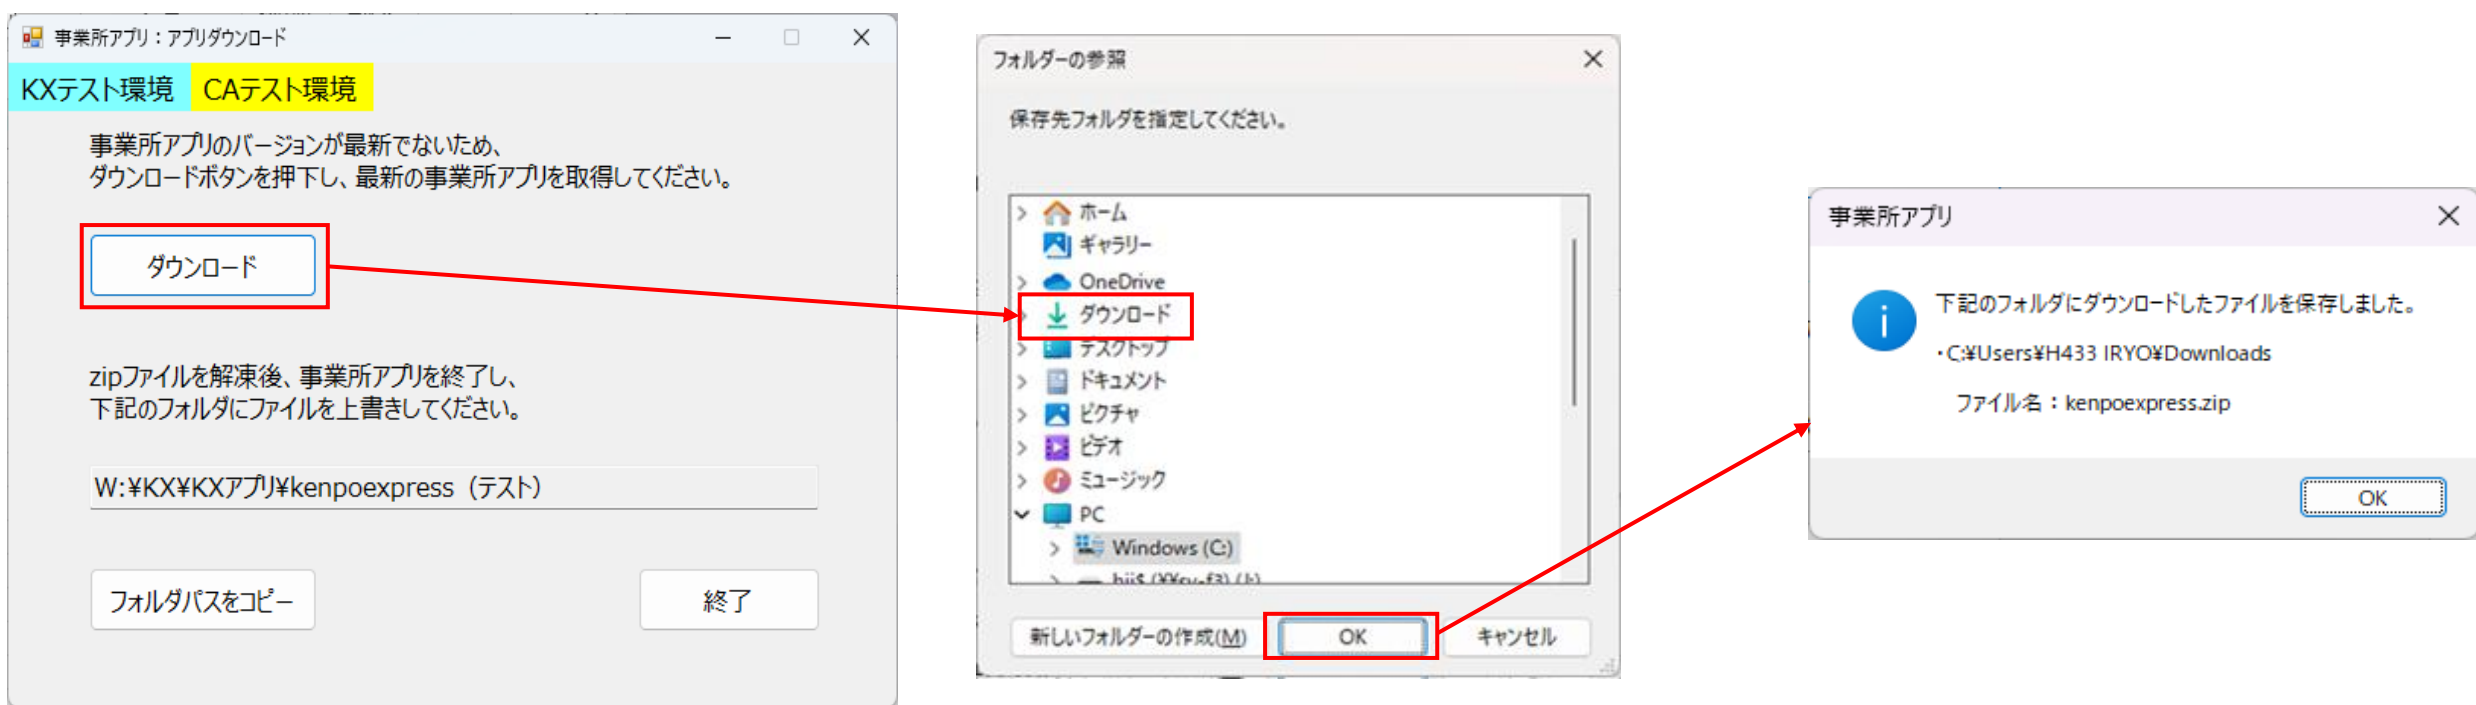 事業所アプリ：アプリダウンロード
KXテスト環境 CAテスト環境
事業所アプリのバージョンが最新でないため、
ダウンロードボタンを押下し、最新の事業所アプリを取得してください。
ダウンロード
zipファイルを解凍後、事業所アプリを終了し、
下記のフォルダにファイルを上書きしてください。
W:¥KX¥KXアプリ¥kenpoexpress（テスト）
フォルダパスをコピー
終了
フォルダーの参照
保存先フォルダを指定してください。
ホーム
ギャラリー
OneDrive
ダウンロード
デスクトップ
ドキュメント
ピクチャ
ビデオ
ミュージック
PC
Windows (C:)
新しいフォルダーの作成(M)
OK
キャンセル
事業所アプリ
下記のフォルダにダウンロードしたファイルを保存しました。
・C:¥Users¥H433 IRYO¥Downloads
ファイル名：kenpoexpress.zip
OK